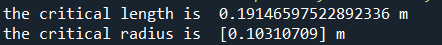 the critical length is  0.19146597522892336 m
the critical radius is  [0.10310709] m